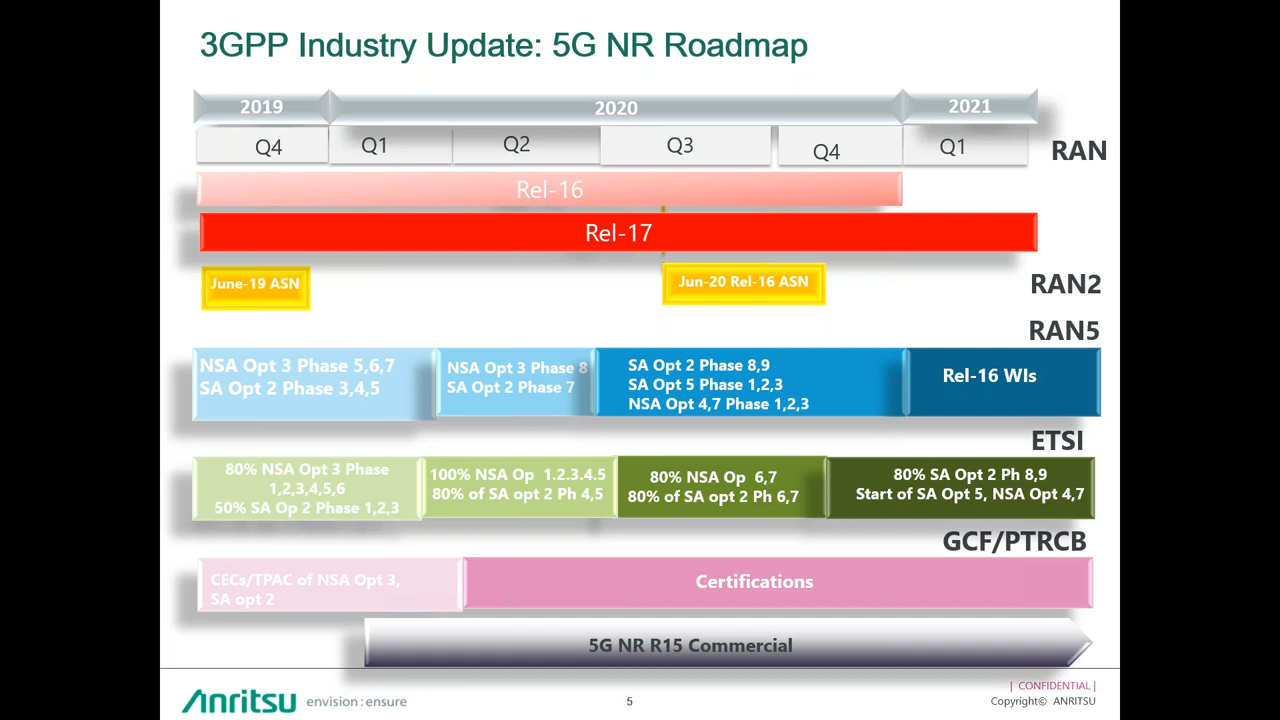 3GPP Industry Update: 5G NR Roadmap
2019
2020
2021
Q4
Q1
Q2
Q3
Q4
Q1
RAN
Rel-16
Rel-17
June-19 ASN
Jun-20 Rel-16 ASN
RAN2
RAN5
NSA Opt 3 Phase 5,6,7
SA Opt 2 Phase 3,4,5
NSA Opt 3 Phase 8
SA Opt 2 Phase 7
SA Opt 2 Phase 8,9
SA Opt 5 Phase 1,2,3
NSA Opt 4,7 Phase 1,2,3
Rel-16 WIs
ETSI
80% NSA Opt 3 Phase
1,2,3,4,5,6
50% SA Op 2 Phase 1,2,3
100% NSA Op 1.2.3.4.5
80% of SA opt 2 Ph 4,5
80% NSA Op 6,7
80% of SA opt 2 Ph 6,7
80% SA Opt 2 Ph 8,9
Start of SA Opt 5, NSA Opt 4,7
GCF/PTRCB
CECs/TPAC of NSA Opt 3,
SA opt 2
Certifications
5G NR R15 Commercial
Anritsu envision : ensure
5
| CONFIDENTIAL |
Copyright© ANRITSU